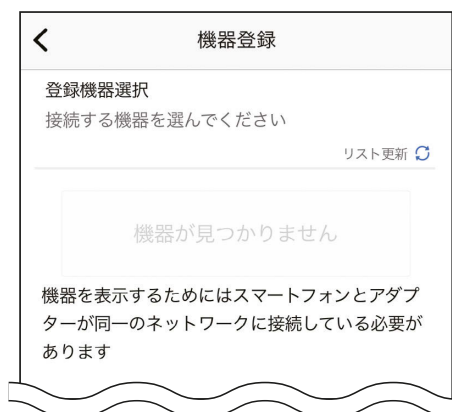 機器登録
登録機器選択
接続する機器を選んでください
リスト更新
機器が見つかりません
機器を表示するためにはスマートフォンとアダプ
ターが同一のネットワークに接続している必要が
あります